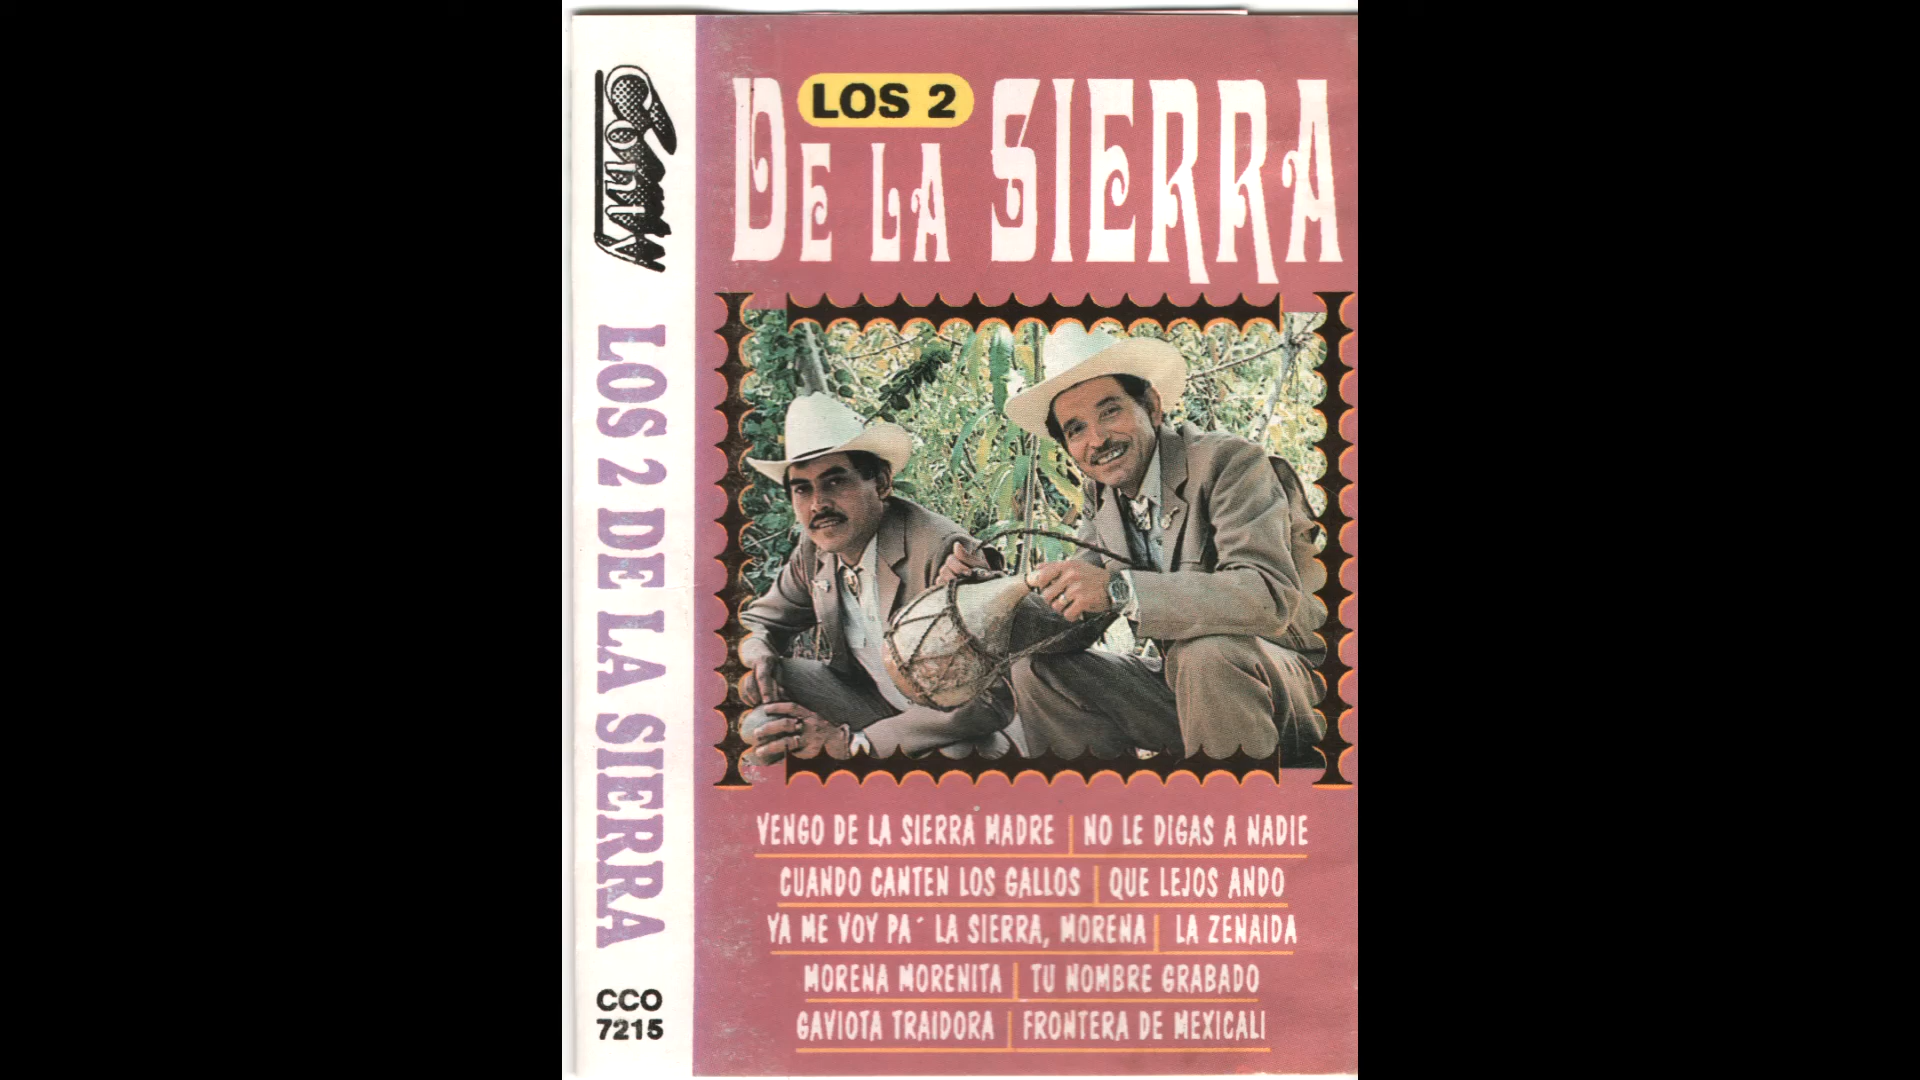 Conty
LOS 2 DE LA SIERRA
CCO
7215
LOS 2
DE LA SIERRA
VENGO DE LA SIERRA MADRE | NO LE DIGAS A NADIE
CUANDO CANTEN LOS GALLOS | QUE LEJOS ANDO
YA ME VOY PA´ LA SIERRA, MORENA | LA ZENAIDA
MORENA MORENITA | TU NOMBRE GRABADO
GAVIOTA TRAIDORA | FRONTERA DE MEXICALI